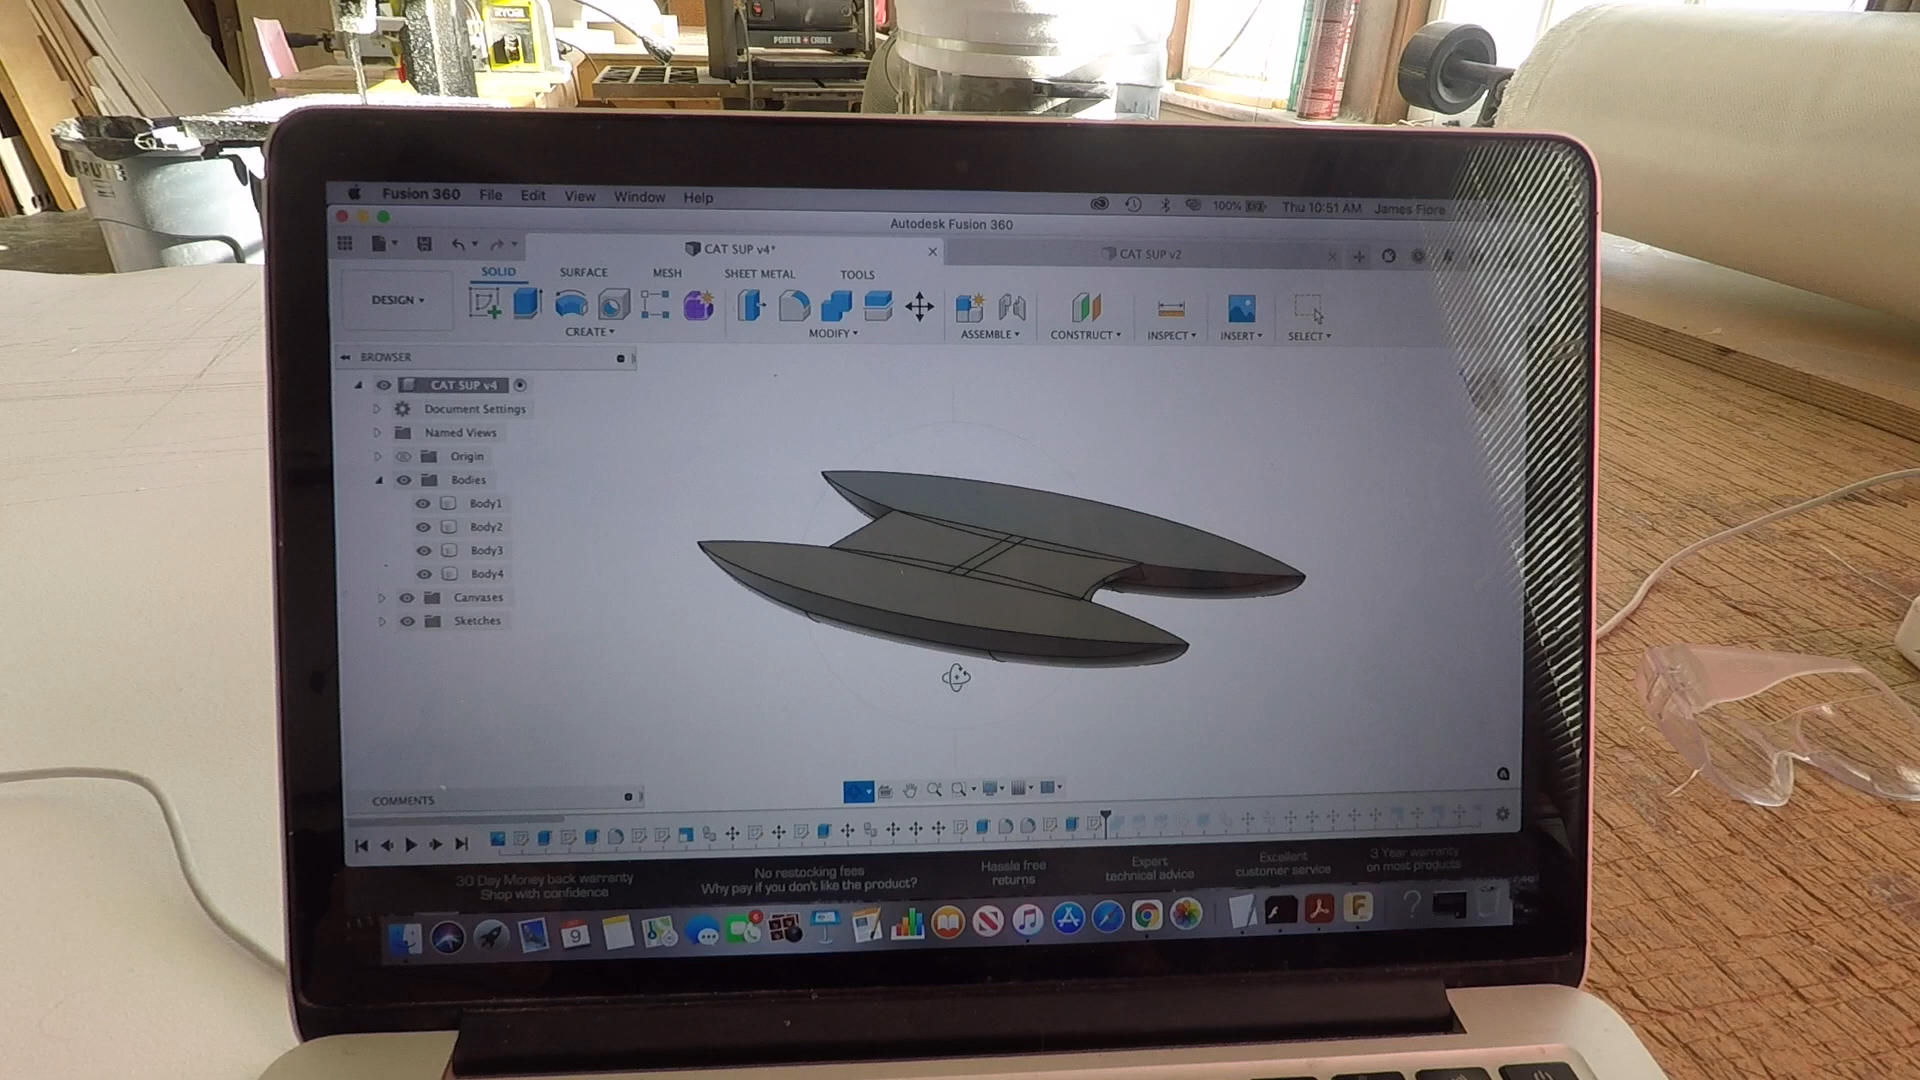 RYOBI
PORTER CABLE
BRUTE
Fusion 360 File Edit View Window Help 100% Thu 10:51 AM James Fiore
Autodesk Fusion 360
CAT SUP v4* CAT SUP v2
SOLID SURFACE MESH SHEET METAL TOOLS
DESIGN
CREATE MODIFY ASSEMBLE CONSTRUCT INSPECT INSERT SELECT
BROWSER
CAT SUP v4
Document Settings
Named Views
Origin
Bodies
Body1
Body2
Body3
Body4
Canvases
Sketches
COMMENTS
30 Day Money back warranty
Shop with confidence
No restocking fees
Why pay if you don't like the product?
Hassle free
returns
Expert
technical advice
Excellent
customer service
3 Year warranty
on most products
9